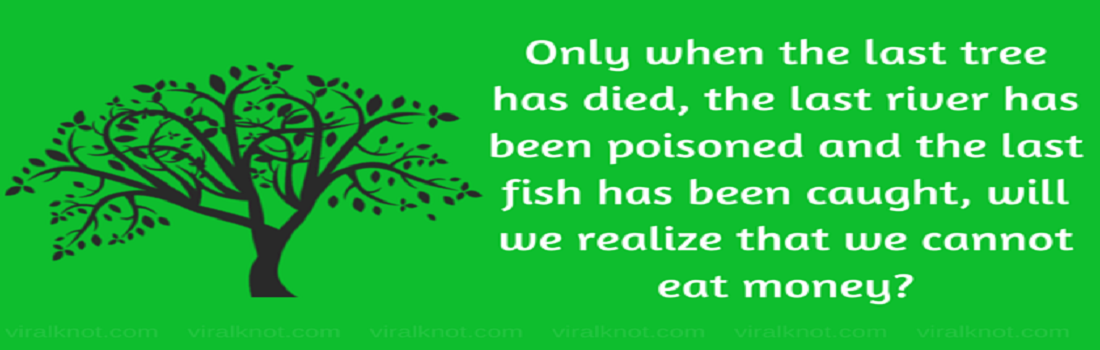 Only when the last tree
has died, the last river has
been poisoned and the last
fish has been caught, will
we realize that we cannot
eat money?
viralknot.com viralknot.com viralknot.com viralknot.com viralknot.com viralknot.com